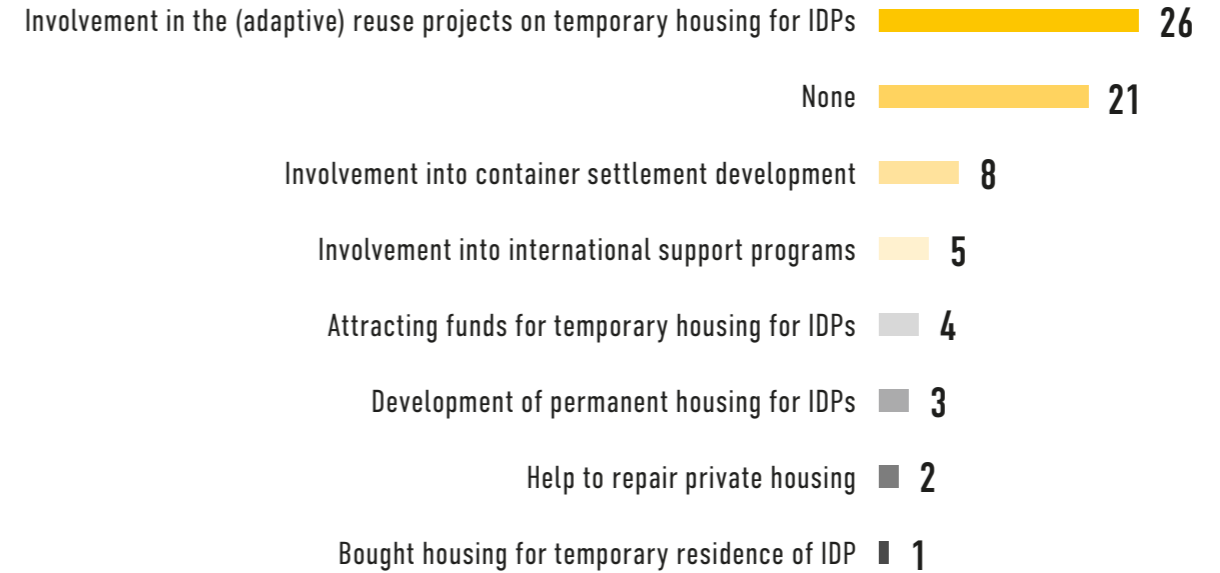 Involvement in the (adaptive) reuse projects on temporary housing for IDPs 26
None 21
Involvement into container settlement development 8
Involvement into international support programs 5
Attracting funds for temporary housing for IDPs 4
Development of permanent housing for IDPs 3
Help to repair private housing 2
Bought housing for temporary residence of IDP 1